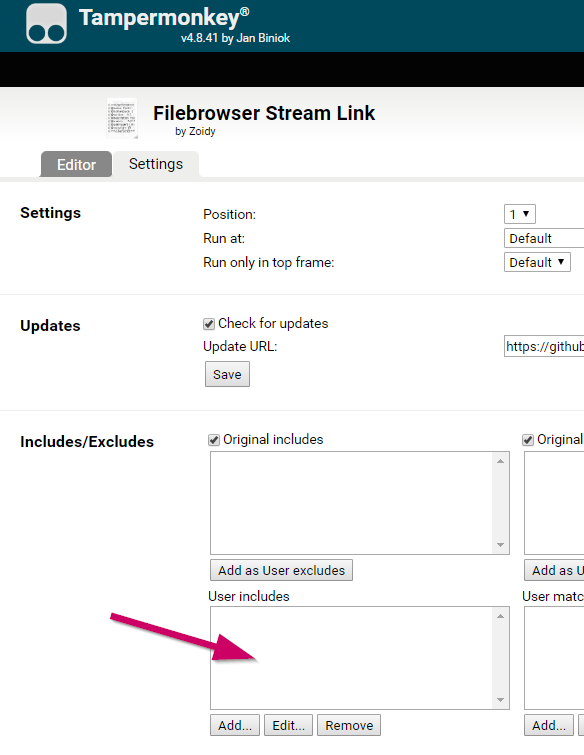 Tampermonkey®
v4.8.41 by Jan Biniok
Filebrowser Stream Link
by Zoidy
Editor Settings
Settings
Position: 1
Run at: Default
Run only in top frame: Default
Updates
Check for updates
Update URL: https://github
Save
Includes/Excludes
Original includes Original
Add as User excludes Add as U
User includes User matc
Add... Edit... Remove Add...